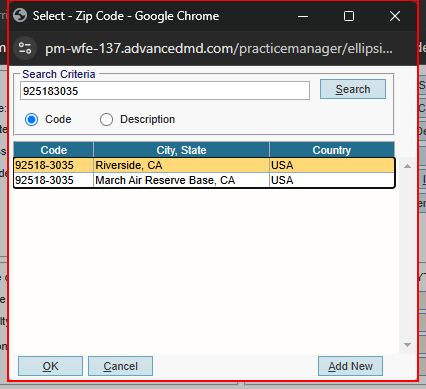 Select - Zip Code - Google Chrome
pm-wfe-137.advancedmd.com/practicemanager/ellipsi...
Search Criteria
925183035
Search
Code
Description
Code City, State Country
92518-3035 Riverside, CA USA
92518-3035 March Air Reserve Base, CA USA
OK
Cancel
Add New